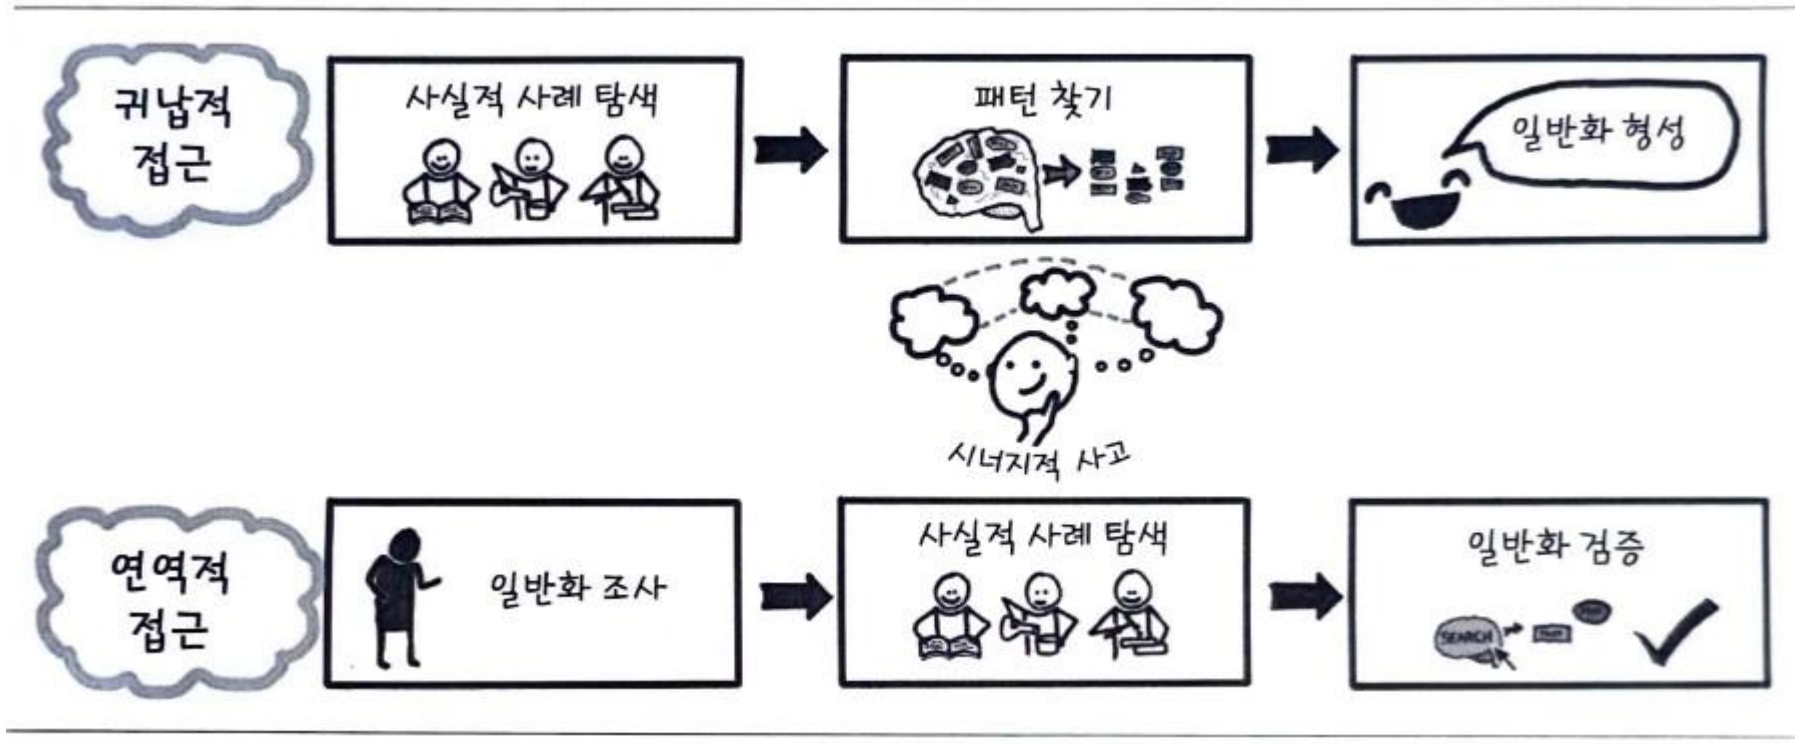 귀납적
접근
사실적 사례 탐색
패턴 찾기
일반화 형성
시너지적 사고
연역적
접근
일반화 조사
사실적 사례 탐색
일반화 검증
SEARCH